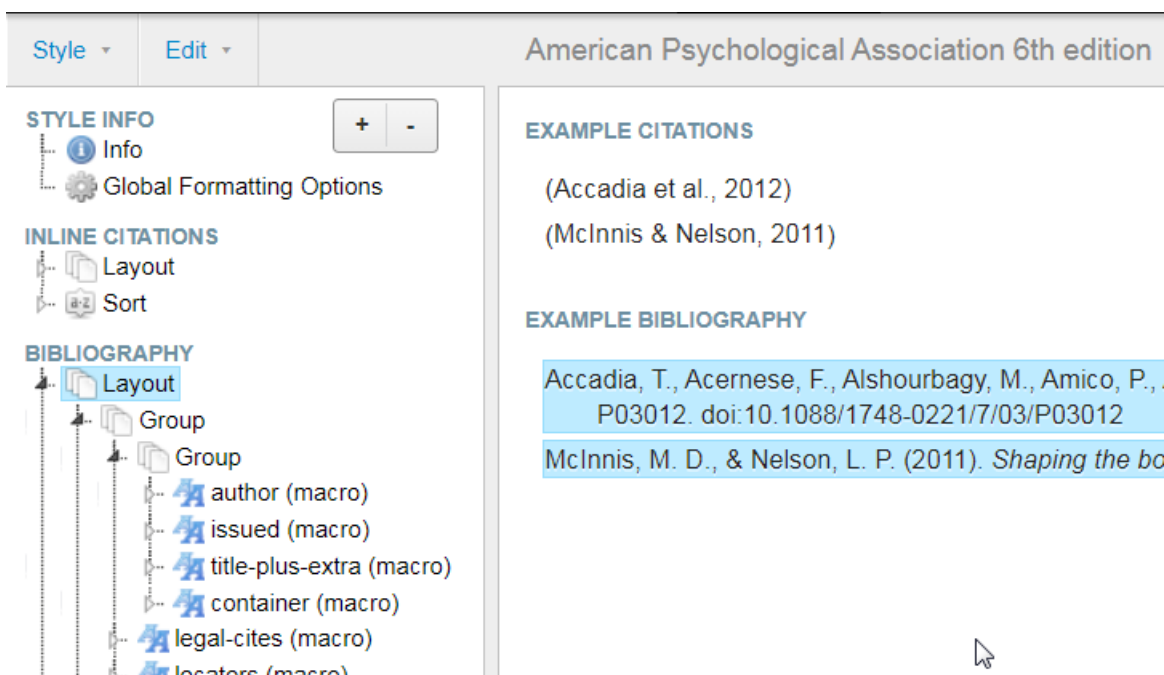 Style Edit American Psychological Association 6th edition
STYLE INFO
+ -
Info
Global Formatting Options
INLINE CITATIONS
Layout
a-z Sort
BIBLIOGRAPHY
Layout
Group
Group
author (macro)
issued (macro)
title-plus-extra (macro)
container (macro)
legal-cites (macro)
locators (macro)
EXAMPLE CITATIONS
(Accadia et al., 2012)
(McInnis & Nelson, 2011)
EXAMPLE BIBLIOGRAPHY
Accadia, T., Acernese, F., Alshourbagy, M., Amico, P.,
P03012. doi:10.1088/1748-0221/7/03/P03012
McInnis, M. D., & Nelson, L. P. (2011). Shaping the bo